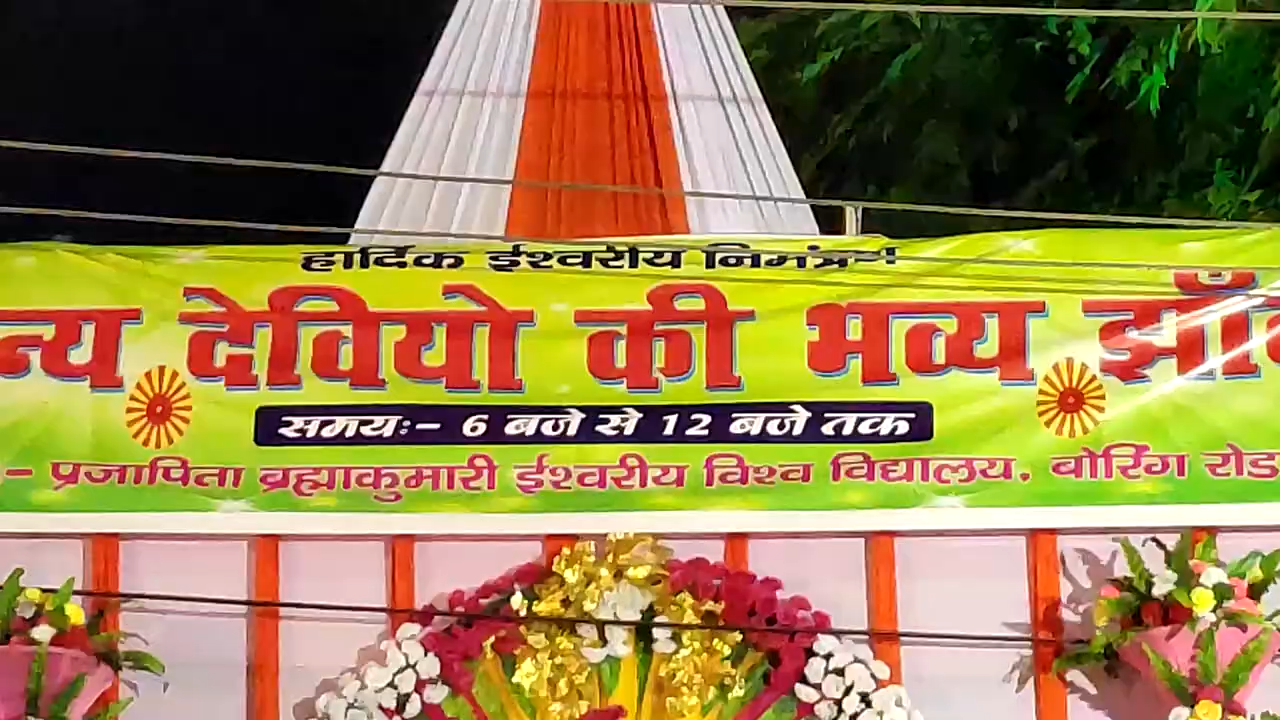 हार्दिक ईश्वरीय निमंत्रण
देवियो की भव्य
समयः- 6 बजे से 12 बजे तक
:- प्रजापिता ब्रह्माकुमारी ईश्वरीय विश्व विद्यालय, बोरिंग रोड